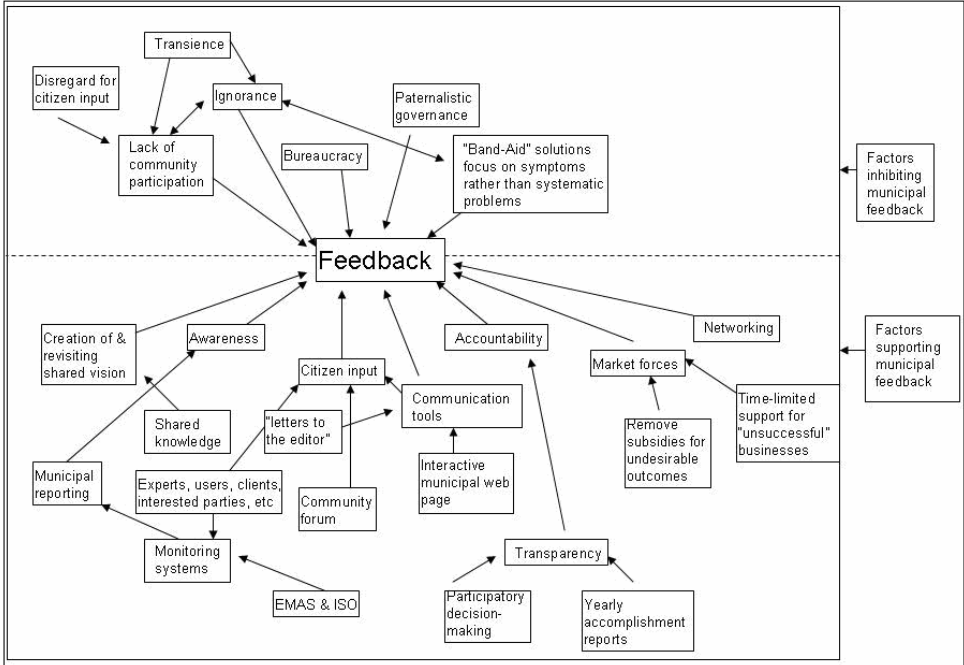 Transience
Disregard for
citizen input
Ignorance
Paternalistic
governance
Lack of
community
participation
Bureaucracy
"Band-Aid" solutions
focus on symptoms
rather than systematic
problems
Factors
inhibiting
municipal
feedback
Feedback
Creation of &
revisiting
shared vision
Awareness
Accountability
Networking
Factors
supporting
municipal
feedback
Citizen input
Market forces
Communication
tools
Time-limited
support for
"unsuccessful"
businesses
Shared
knowledge
"letters to
the editor"
Remove
subsidies for
undesirable
outcomes
Municipal
reporting
Experts, users, clients,
interested parties, etc
Community
forum
Interactive
municipal web
page
Monitoring
systems
Transparency
EMAS & ISO
Participatory
decision-
making
Yearly
accomplishment
reports